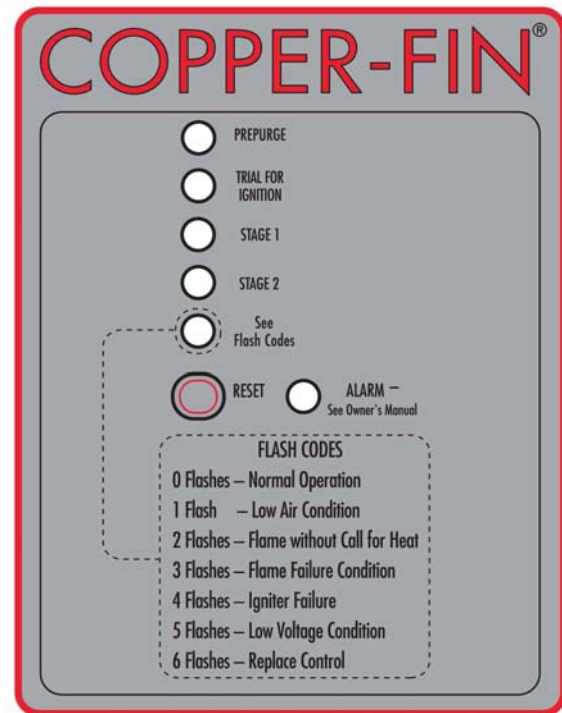 COPPER-FIN®
PREPURGE
TRIAL FOR
IGNITION
STAGE 1
STAGE 2
See
Flash Codes
RESET
ALARM –
See Owner's Manual
FLASH CODES
0 Flashes – Normal Operation
1 Flash – Low Air Condition
2 Flashes – Flame without Call for Heat
3 Flashes – Flame Failure Condition
4 Flashes – Igniter Failure
5 Flashes – Low Voltage Condition
6 Flashes – Replace Control